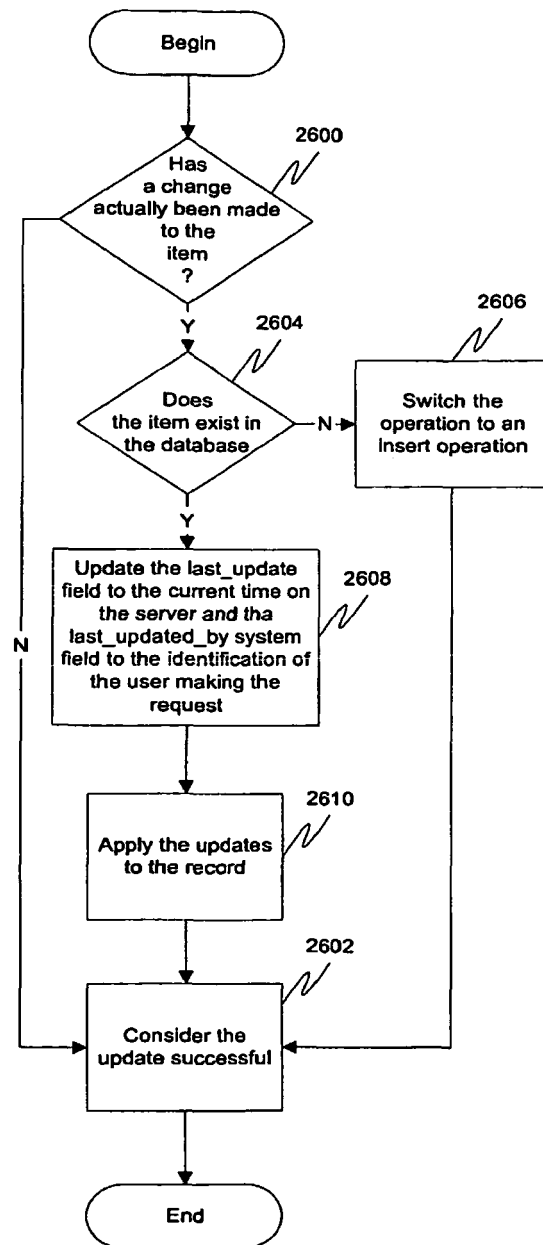 Begin
2600
Has
a change
actually been made
to the
item
?
Y
2604
2606
Does
the item exist in
the database
N
Switch the
operation to an
insert operation
Y
Update the last_update
field to the current time on
the server and tha
last_updated_by system
field to the identification of
the user making the
request
2608
N
2610
Apply the updates
to the record
2602
Consider the
update successful
End